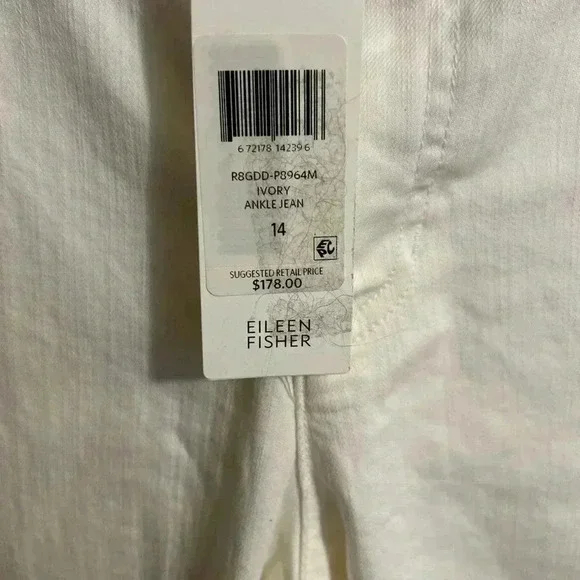 6 72178 14239 6
R8GDD-P8964M
IVORY
ANKLE JEAN
14
SUGGESTED RETAIL PRICE
$178.00
EILEEN
FISHER